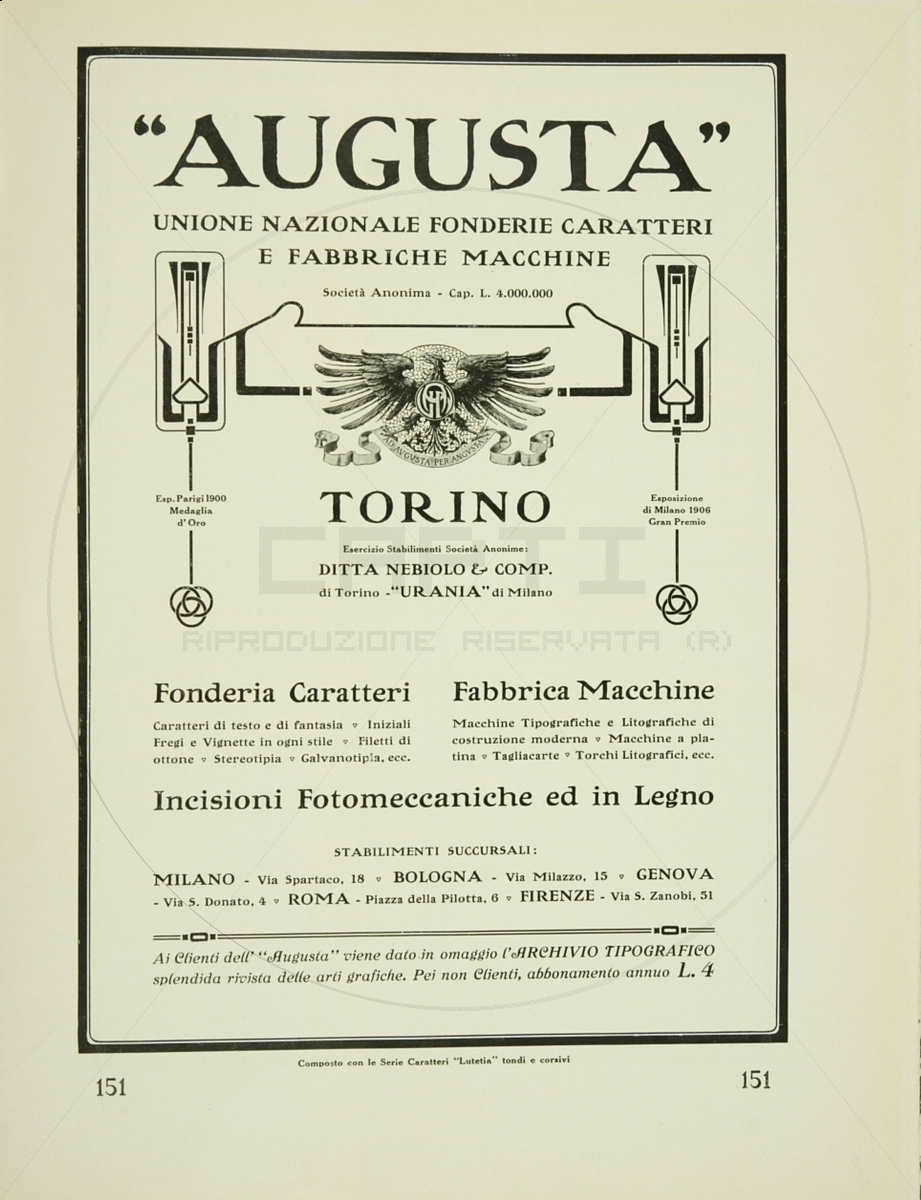 “AUGUSTA”
UNIONE NAZIONALE FONDERIE CARATTERI
E FABBRICHE MACCHINE
Società Anonima - Cap. L. 4.000.000
AD AUGUSTA PER ANGUSTA
Esp. Parigi 1900
Medaglia
d'Oro
TORINO
Esposizione
di Milano 1906
Gran Premio
Esercizio Stabilimenti Società Anonime:
DITTA NEBIOLO & COMP.
di Torino - “URANIA” di Milano
CAPTI
RIPRODUZIONE RISERVATA (R)
Fonderia Caratteri
Caratteri di testo e di fantasia ▿ Iniziali
Fregi e Vignette in ogni stile ▿ Filetti di
ottone ▿ Stereotipia ▿ Galvanotipia, ecc.
Fabbrica Macchine
Macchine Tipografiche e Litografiche di
costruzione moderna ▿ Macchine a pla-
tina ▿ Tagliacarte ▿ Torchi Litografici, ecc.
Incisioni Fotomeccaniche ed in Legno
STABILIMENTI SUCCURSALI:
MILANO - Via Spartaco, 18 ▿ BOLOGNA - Via Milazzo, 15 ▿ GENOVA
- Via S. Donato, 4 ▿ ROMA - Piazza della Pilotta, 6 ▿ FIRENZE - Via S. Zanobi, 51
Ai Clienti dell' “Augusta” viene dato in omaggio l'ARCHIVIO TIPOGRAFICO
splendida rivista delle arti grafiche. Pei non Clienti, abbonamento annuo L. 4
Composto con le Serie Caratteri "Lutetia" tondi e corsivi
151
151